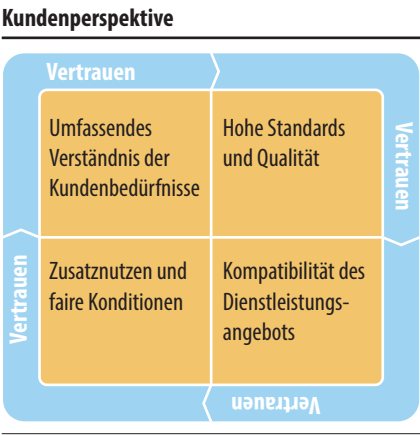 Kundenperspektive
Vertrauen
Umfassendes
Verständnis der
Kundenbedürfnisse
Hohe Standards
und Qualität
Vertrauen
Vertrauen
Zusatznutzen und
faire Konditionen
Kompatibilität des
Dienstleistungs-
angebots
Vertrauen